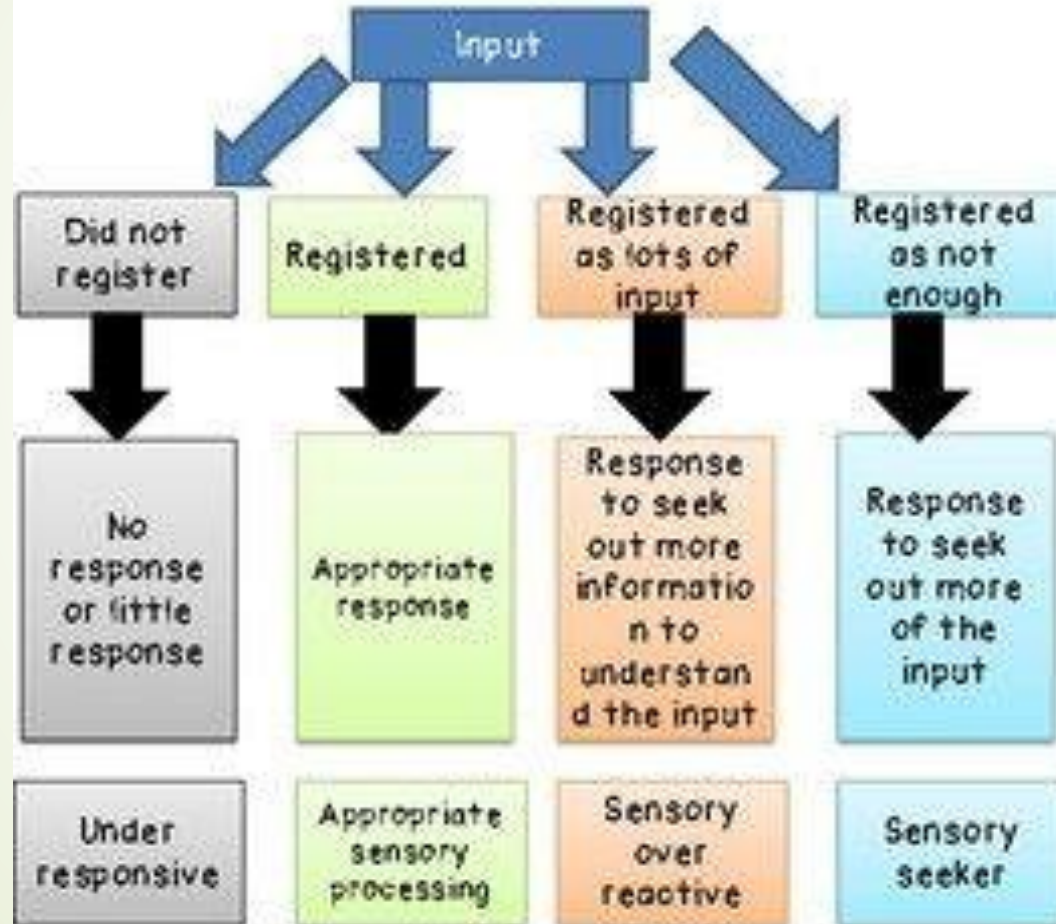 Input
Did not
register
Registered
Registered
as lots of
input
Registered
as not
enough
No
response
or little
response
Appropriate
response
Response
to seek
out more
informatio
n to
understan
d the input
Response
to seek
out more
of the
input
Under
responsive
Appropriate
sensory
processing
Sensory
over
reactive
Sensory
seeker